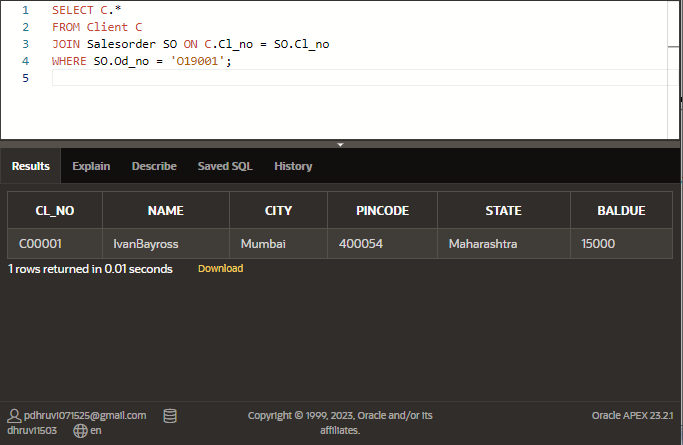 1 SELECT C.*
2 FROM Client C
3 JOIN Salesorder SO ON C.Cl_no = SO.Cl_no
4 WHERE SO.Od_no = 'O19001';
5
Results Explain Describe Saved SQL History
CL_NO NAME CITY PINCODE STATE BALDUE
C00001 IvanBayross Mumbai 400054 Maharashtra 15000
1 rows returned in 0.01 seconds Download
pdhruv1071525@gmail.com Copyright © 1999, 2023, Oracle and/or its Oracle APEX 23.2.1
dhruv11503 en affiliates.